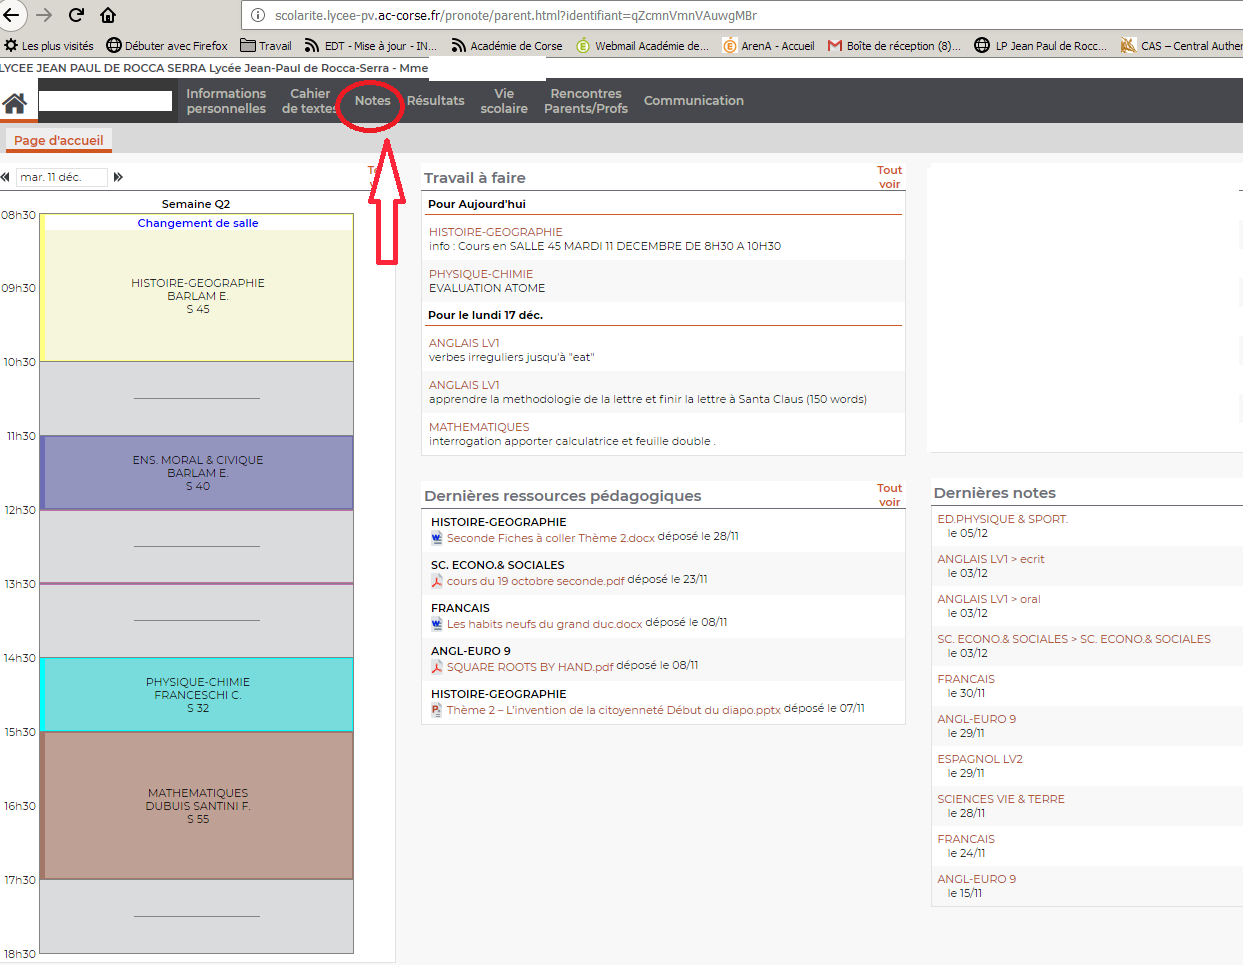 scolarite.lycee-pv.ac-corse.fr/pronote/parent.html?identifiant=qZcmnVmnVAuwgMBr
Les plus visités Débuter avec Firefox Travail EDT - Mise à jour - IN... Académie de Corse Webmail Académie de... ArenA - Accueil Boîte de réception (8)... LP Jean Paul de Rocc... CAS – Central Authen
LYCEE JEAN PAUL DE ROCCA SERRA Lycée Jean-Paul de Rocca-Serra - Mme
Informations personnelles
Cahier de textes
Notes
Résultats
Vie scolaire
Rencontres Parents/Profs
Communication
Page d'accueil
mar. 11 déc.
Semaine Q2
08h30
Changement de salle
HISTOIRE-GEOGRAPHIE
BARLAM E.
S 45
09h30
10h30
11h30
ENS. MORAL & CIVIQUE
BARLAM E.
S 40
12h30
13h30
14h30
PHYSIQUE-CHIMIE
FRANCESCHI C.
S 32
15h30
MATHEMATIQUES
DUBUIS SANTINI F.
S 55
16h30
17h30
18h30
Travail à faire
Tout voir
Pour Aujourd'hui
HISTOIRE-GEOGRAPHIE
info : Cours en SALLE 45 MARDI 11 DECEMBRE DE 8H30 A 10H30
PHYSIQUE-CHIMIE
EVALUATION ATOME
Pour le lundi 17 déc.
ANGLAIS LV1
verbes irreguliers jusqu'à "eat"
ANGLAIS LV1
apprendre la methodologie de la lettre et finir la lettre à Santa Claus (150 words)
MATHEMATIQUES
interrogation apporter calculatrice et feuille double .
Dernières ressources pédagogiques
Tout voir
HISTOIRE-GEOGRAPHIE
Seconde Fiches à coller Thème 2.docx déposé le 28/11
SC. ECONO.& SOCIALES
cours du 19 octobre seconde.pdf déposé le 23/11
FRANCAIS
Les habits neufs du grand duc.docx déposé le 08/11
ANGL-EURO 9
SQUARE ROOTS BY HAND.pdf déposé le 08/11
HISTOIRE-GEOGRAPHIE
Thème 2 – L'invention de la citoyenneté Début du diapo.pptx déposé le 07/11
Dernières notes
ED.PHYSIQUE & SPORT.
le 05/12
ANGLAIS LV1 > ecrit
le 03/12
ANGLAIS LV1 > oral
le 03/12
SC. ECONO.& SOCIALES > SC. ECONO.& SOCIALES
le 03/12
FRANCAIS
le 30/11
ANGL-EURO 9
le 29/11
ESPAGNOL LV2
le 29/11
SCIENCES VIE & TERRE
le 28/11
FRANCAIS
le 24/11
ANGL-EURO 9
le 15/11